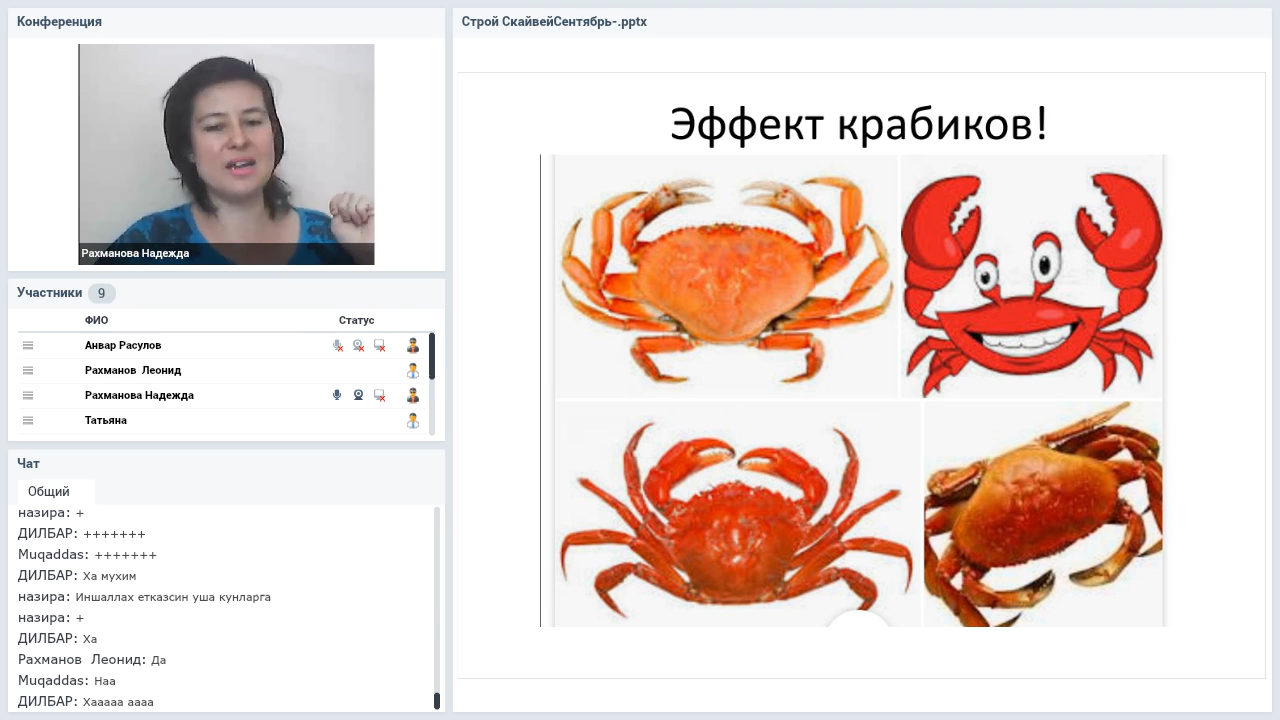 Конференция
Рахманова Надежда
Участники 9
ФИО Статус
Анвар Расулов
Рахманов Леонид
Рахманова Надежда
Татьяна
Чат
Общий
назира: +
ДИЛБАР: +++++++
Muqaddas: +++++++
ДИЛБАР: Ха мухим
назира: Иншаллах етказсин уша кунларга
назира: +
ДИЛБАР: Ха
Рахманов Леонид: Да
Muqaddas: Наа
ДИЛБАР: Хааааа аааа
Строй СкайвейСентябрь-.pptx
Эффект крабиков!